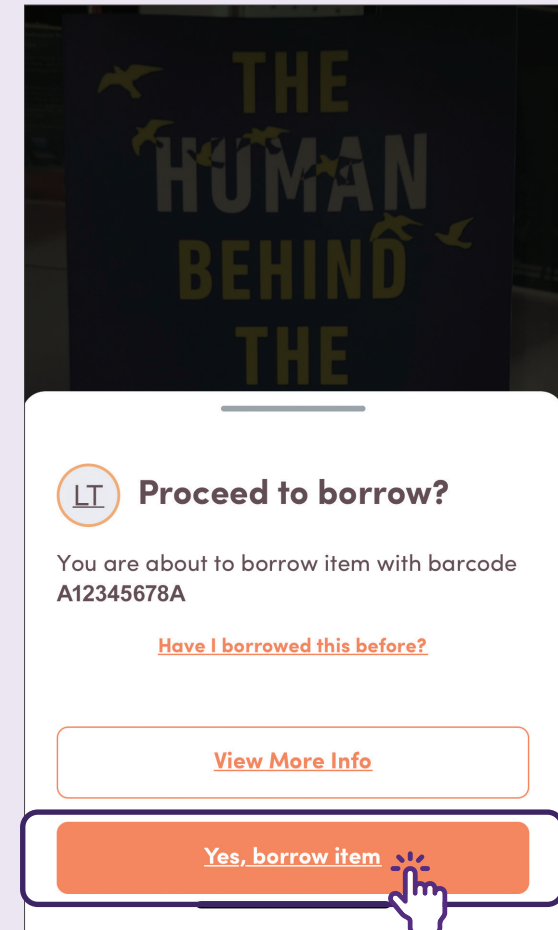 THE
HUMAN
BEHIND
THE
LT
Proceed to borrow?
You are about to borrow item with barcode
A12345678A
Have I borrowed this before?
View More Info
Yes, borrow item